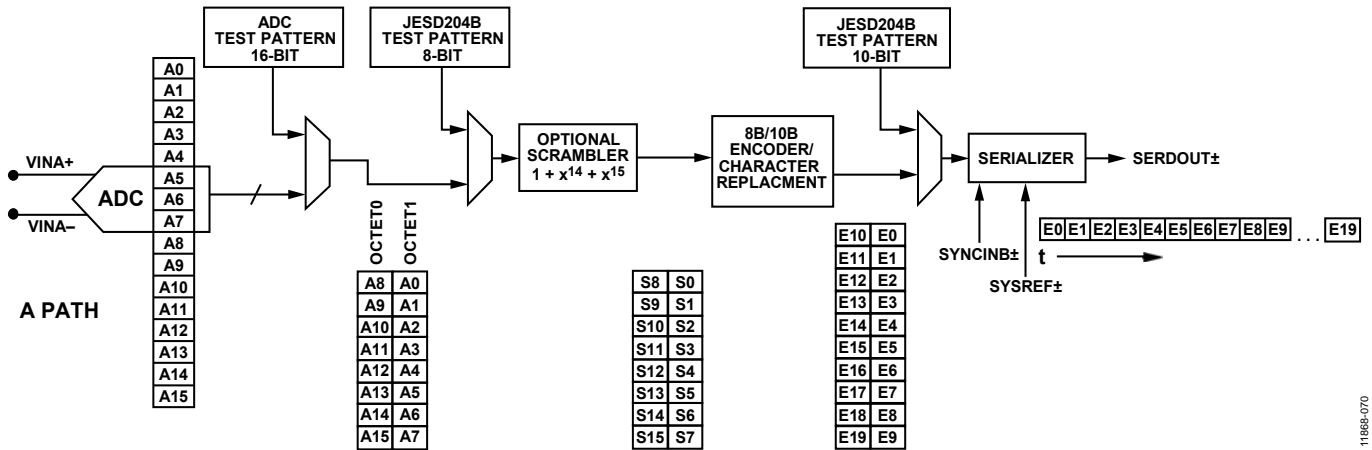 ADC
TEST PATTERN
16-BIT
JESD204B
TEST PATTERN
8-BIT
JESD204B
TEST PATTERN
10-BIT
A0
A1
A2
A3
A4
A5
A6
A7
A8
A9
A10
A11
A12
A13
A14
A15
VINA+
VINA–
ADC
A PATH
OCTET0
OCTET1
A8 A0
A9 A1
A10 A2
A11 A3
A12 A4
A13 A5
A14 A6
A15 A7
OPTIONAL
SCRAMBLER
1 + x14 + x15
S8 S0
S9 S1
S10 S2
S11 S3
S12 S4
S13 S5
S14 S6
S15 S7
8B/10B
ENCODER/
CHARACTER
REPLACMENT
E10 E0
E11 E1
E12 E2
E13 E3
E14 E4
E15 E5
E16 E6
E17 E7
E18 E8
E19 E9
SERIALIZER
SERDOUT±
SYNCINB±
SYSREF±
E0 E1 E2 E3 E4 E5 E6 E7 E8 E9 . . . E19
t
11868-070